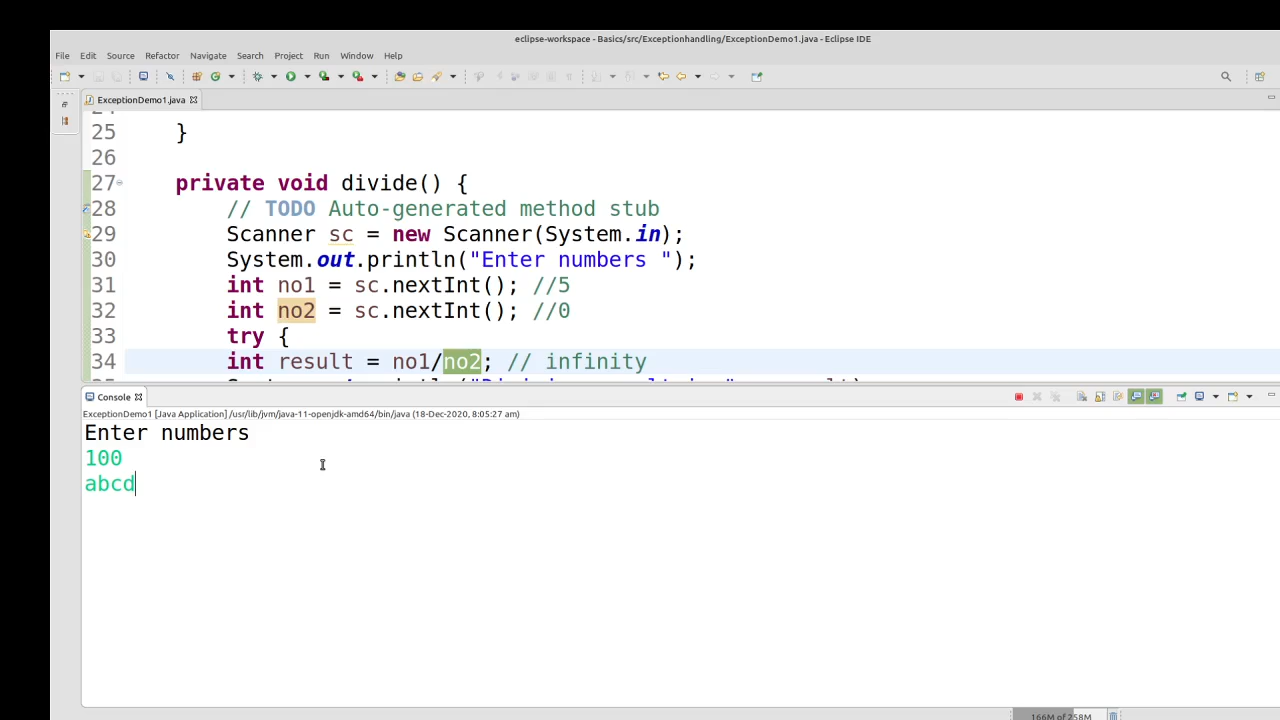 eclipse-workspace - Basics/src/Exceptionhandling/ExceptionDemo1.java - Eclipse IDE
File Edit Source Refactor Navigate Search Project Run Window Help
ExceptionDemo1.java
25 }
26
27 private void divide() {
28 // TODO Auto-generated method stub
29 Scanner sc = new Scanner(System.in);
30 System.out.println("Enter numbers ");
31 int no1 = sc.nextInt(); //5
32 int no2 = sc.nextInt(); //0
33 try {
34 int result = no1/no2; // infinity
Console
ExceptionDemo1 [Java Application] /usr/lib/jvm/java-11-openjdk-amd64/bin/java (18-Dec-2020, 8:05:27 am)
Enter numbers
100
abcd
166M of 258M